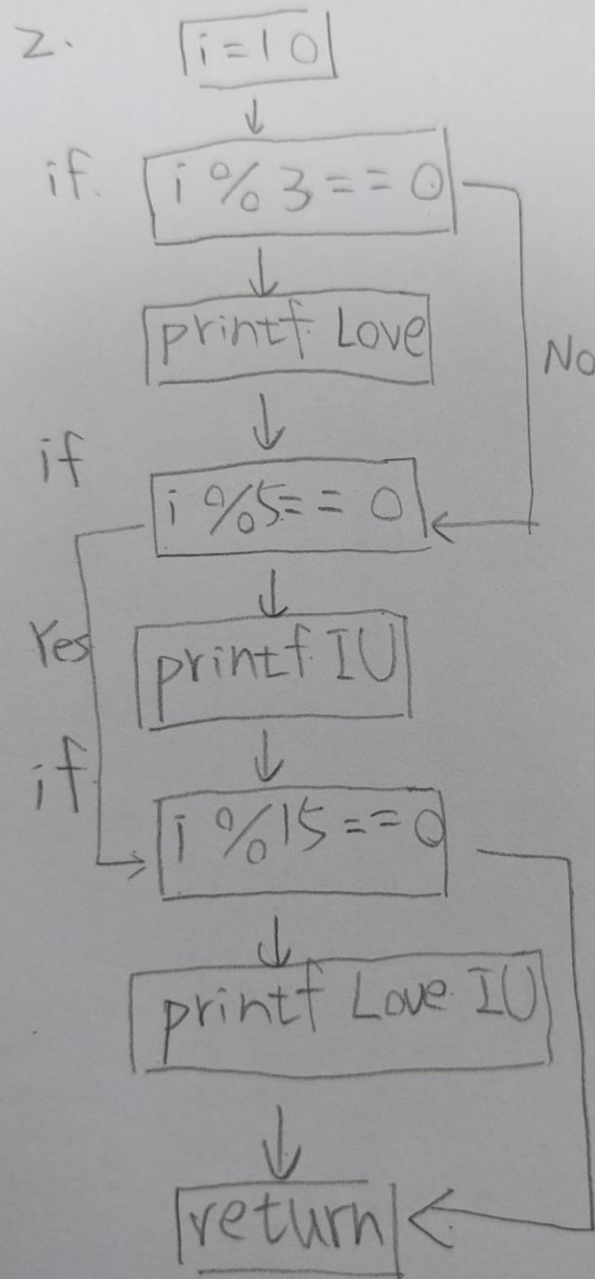 2.
i=10
if.
i%3==0
printf Love
No
if
i%5==0
Yes
printf IU
if
i%15==0
printf Love IU
return